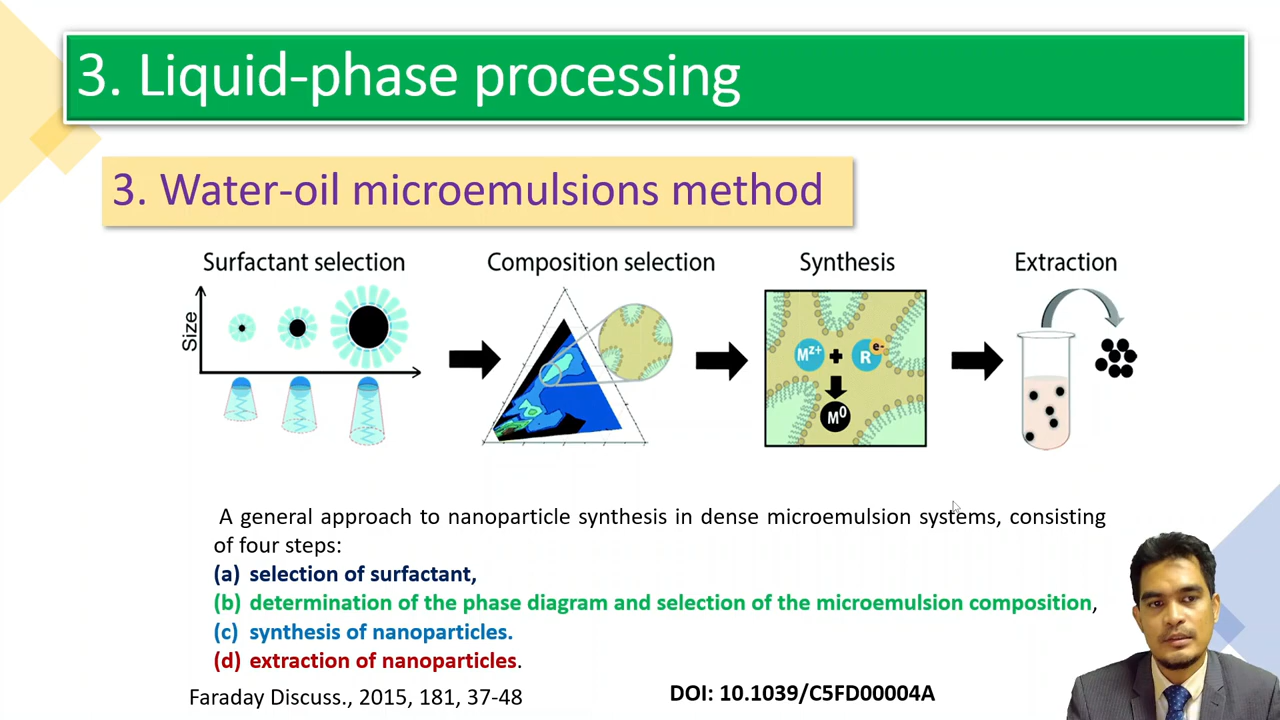 3. Liquid-phase processing
3. Water-oil microemulsions method
Surfactant selection
Composition selection
Synthesis
Extraction
Size
M^z+ + R e-
M^0
A general approach to nanoparticle synthesis in dense microemulsion systems, consisting
of four steps:
(a) selection of surfactant,
(b) determination of the phase diagram and selection of the microemulsion composition,
(c) synthesis of nanoparticles.
(d) extraction of nanoparticles.
Faraday Discuss., 2015, 181, 37-48
DOI: 10.1039/C5FD00004A